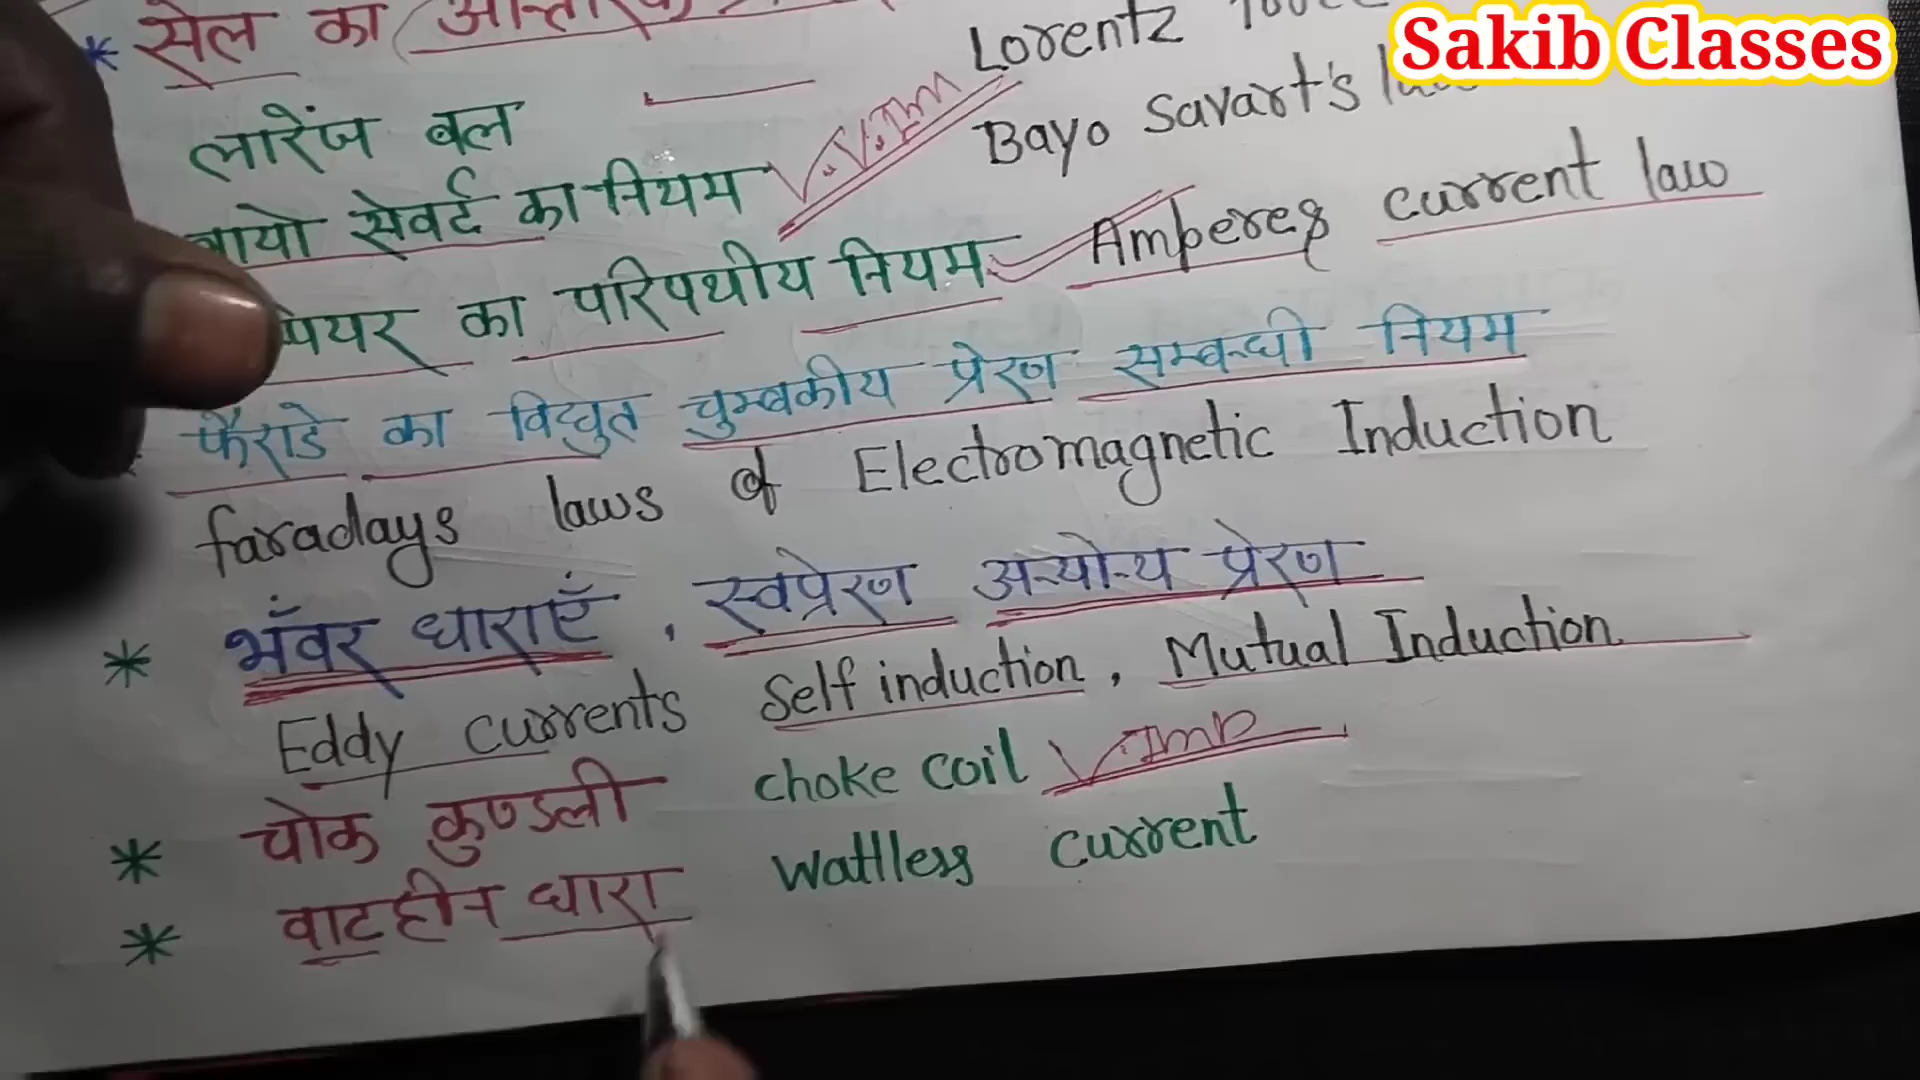 Sakib Classes
* सेल का
Lorentz
लारेंज बल
V.Imp
Bayo Savart's law
बायो सेवर्ट का नियम
Amperes current law
का परिपथीय नियम
फैराडे का विद्युत चुम्बकीय प्रेरण सम्बन्धी नियम
faradays laws of Electromagnetic Induction
* भँवर धाराएँ , स्वप्रेरण अन्योन्य प्रेरण
Eddy currents Self induction , Mutual Induction
* चोक कुण्डली choke coil Imp
* वाटहीन धारा wattless current